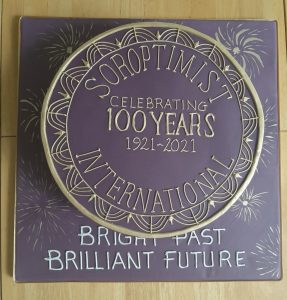 SOROPTIMIST
CELEBRATING
100 YEARS
1921-2021
INTERNATIONAL
BRIGHT PAST
BRILLIANT FUTURE